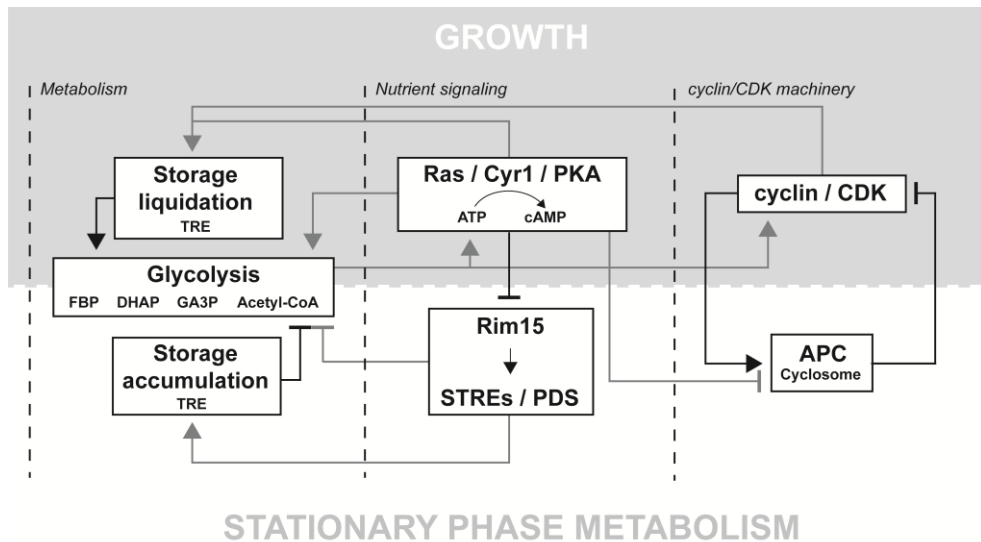 GROWTH
Metabolism
Nutrient signaling
cyclin/CDK machinery
Storage
liquidation
TRE
Ras / Cyr1 / PKA
ATP cAMP
cyclin / CDK
Glycolysis
FBP DHAP GA3P Acetyl-CoA
Storage
accumulation
TRE
Rim15
STREs / PDS
APC
Cyclosome
STATIONARY PHASE METABOLISM